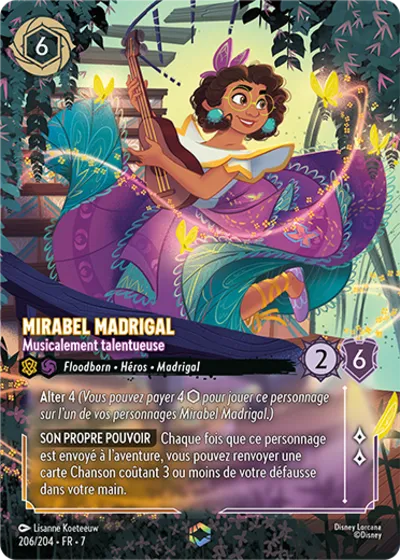 6
MIRABEL MADRIGAL
Musicalement talentueuse
2 6
Floodborn • Héros • Madrigal
Alter 4 (Vous pouvez payer 4 ⬡ pour jouer ce personnage
sur l'un de vos personnages Mirabel Madrigal.)
SON PROPRE POUVOIR Chaque fois que ce personnage
est envoyé à l'aventure, vous pouvez renvoyer une
carte Chanson coûtant 3 ou moins de votre défausse
dans votre main.
Lisanne Koeteeuw
206/204 • FR • 7
Disney Lorcana
©Disney